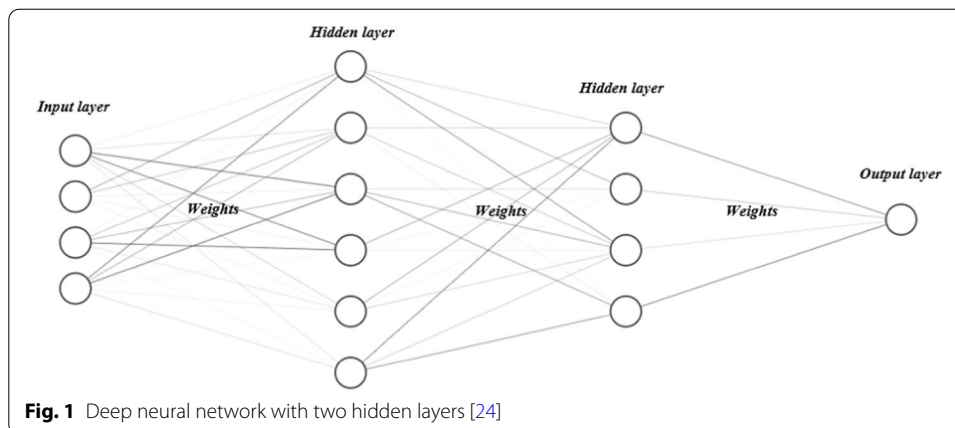 Hidden layer
Hidden layer
Input layer
Output layer
Weights
Weights
Weights
Fig. 1 Deep neural network with two hidden layers [24]